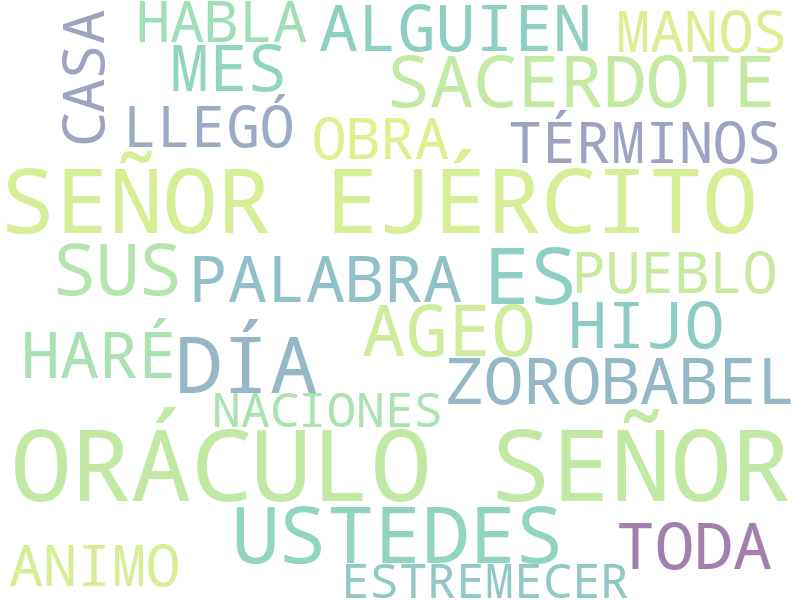 HABLA ALGUIEN MANOS
CASA MES SACERDOTE
LLEGÓ OBRA TÉRMINOS
SEÑOR EJÉRCITO
SUS PALABRA ES PUEBLO
HARÉ DÍA AGEO HIJO
NACIONES ZOROBABEL
ORÁCULO SEÑOR
USTEDES TODA
ANIMO ESTREMECER